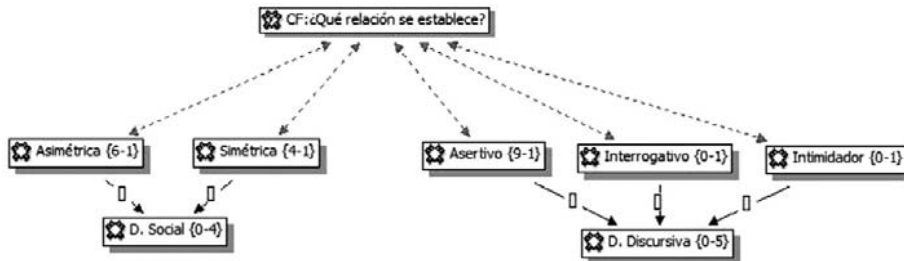 CF:¿Qué relación se establece?
Asimétrica {6-1}
Simétrica {4-1}
Asertivo {9-1}
Interrogativo {0-1}
Intimidador {0-1}
[]
[]
[]
[]
[]
D. Social {0-4}
D. Discursiva {0-5}